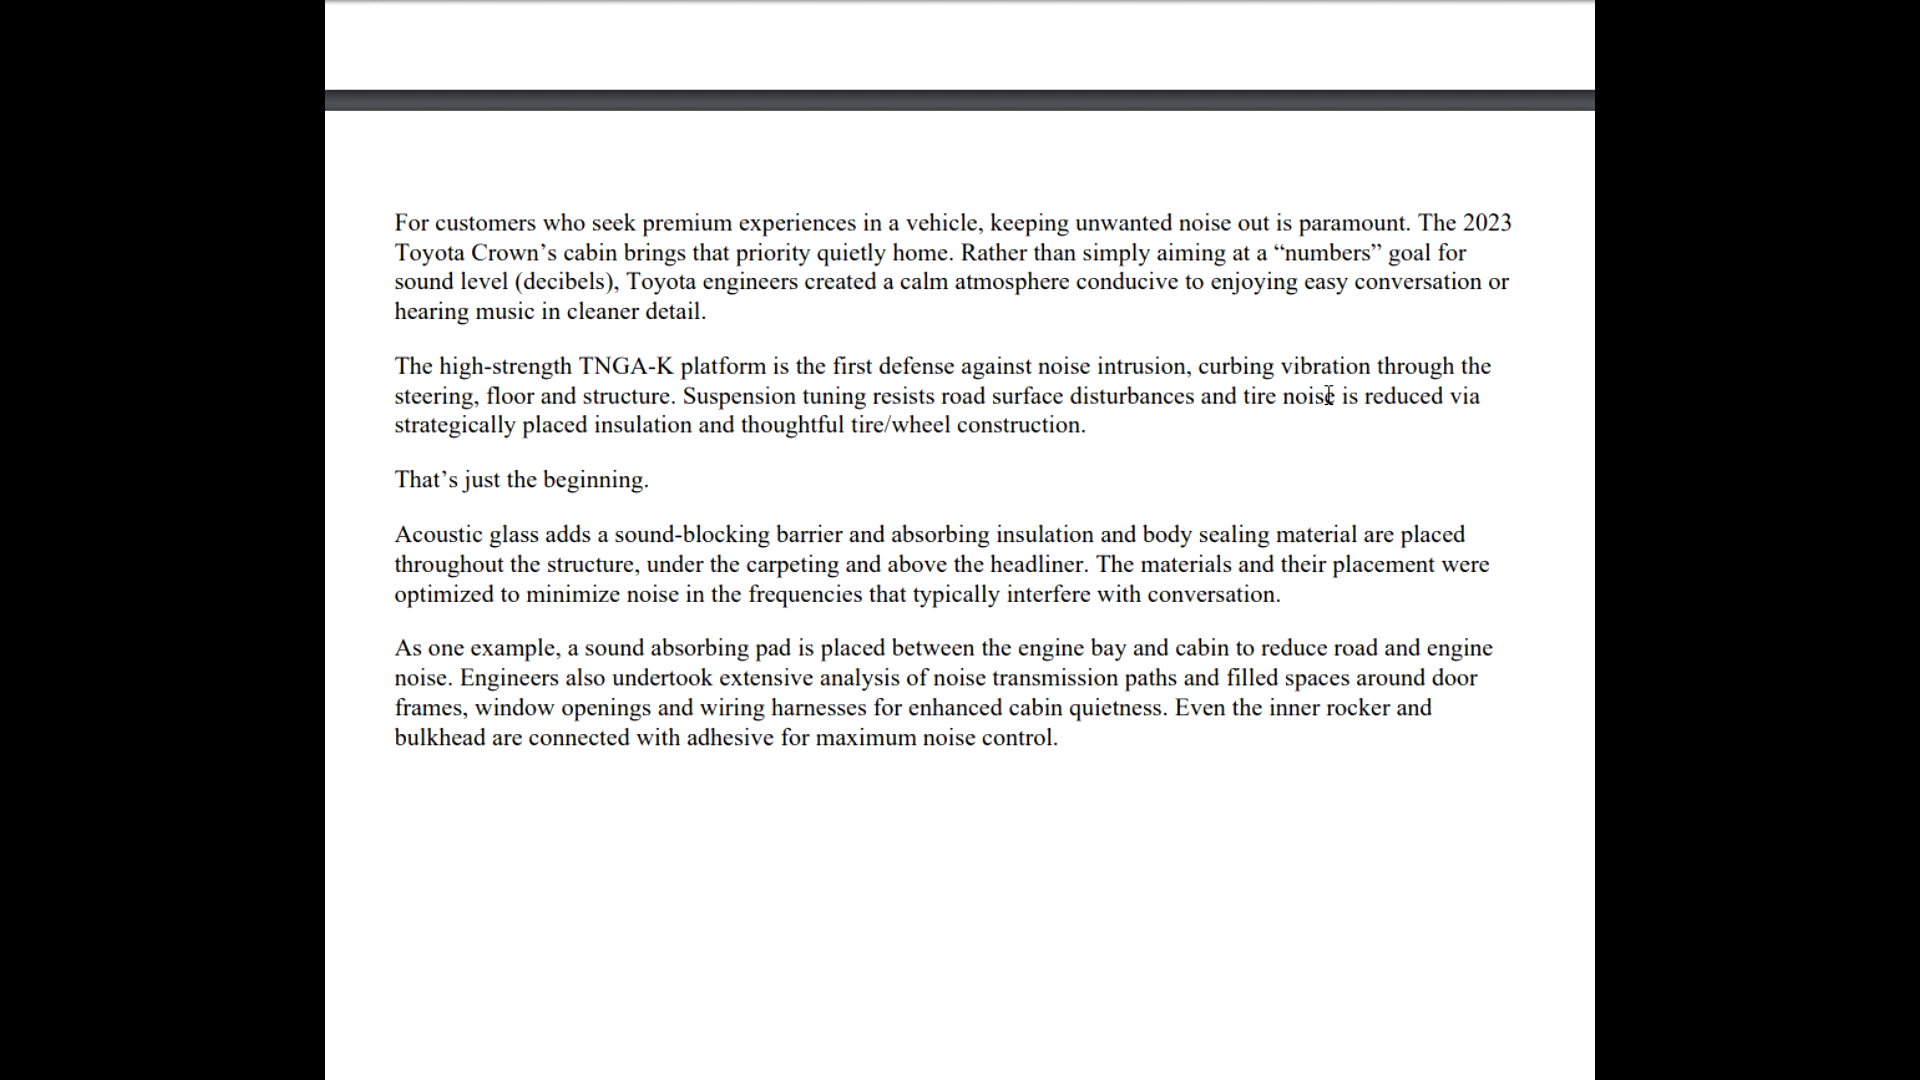 For customers who seek premium experiences in a vehicle, keeping unwanted noise out is paramount. The 2023
Toyota Crown’s cabin brings that priority quietly home. Rather than simply aiming at a “numbers” goal for
sound level (decibels), Toyota engineers created a calm atmosphere conducive to enjoying easy conversation or
hearing music in cleaner detail.
The high-strength TNGA-K platform is the first defense against noise intrusion, curbing vibration through the
steering, floor and structure. Suspension tuning resists road surface disturbances and tire noise is reduced via
strategically placed insulation and thoughtful tire/wheel construction.
That’s just the beginning.
Acoustic glass adds a sound-blocking barrier and absorbing insulation and body sealing material are placed
throughout the structure, under the carpeting and above the headliner. The materials and their placement were
optimized to minimize noise in the frequencies that typically interfere with conversation.
As one example, a sound absorbing pad is placed between the engine bay and cabin to reduce road and engine
noise. Engineers also undertook extensive analysis of noise transmission paths and filled spaces around door
frames, window openings and wiring harnesses for enhanced cabin quietness. Even the inner rocker and
bulkhead are connected with adhesive for maximum noise control.